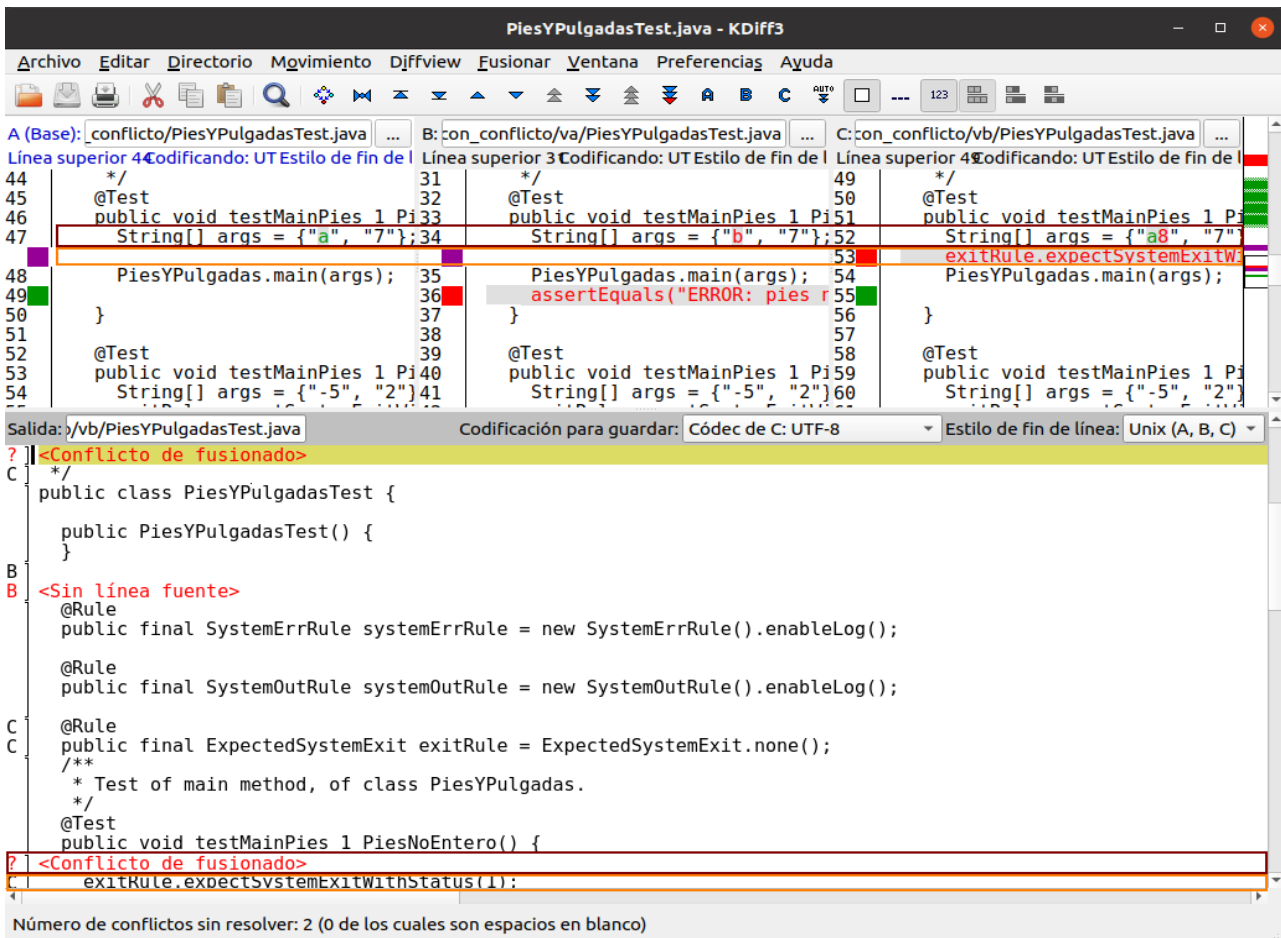 PiesYPulgadasTest.java - KDiff3
Archivo Editar Directorio Movimiento Diffview Fusionar Ventana Preferencias Ayuda
A B C AUTO 123
A (Base): _conflicto/PiesYPulgadasTest.java ... B: con_conflicto/va/PiesYPulgadasTest.java ... C: con_conflicto/vb/PiesYPulgadasTest.java ...
Línea superior 44 Codificando: UT Estilo de fin de l Línea superior 31 Codificando: UT Estilo de fin de l Línea superior 49 Codificando: UT Estilo de fin de l
44 */ 31 */ 49 */
45 @Test 32 @Test 50 @Test
46 public void testMainPies 1 Pi 33 public void testMainPies 1 Pi 51 public void testMainPies 1 Pi
47 String[] args = {"a", "7"}; 34 String[] args = {"b", "7"}; 52 String[] args = {"a8", "7"}
53 exitRule.expectSystemExitWi
48 PiesYPulgadas.main(args); 35 PiesYPulgadas.main(args); 54 PiesYPulgadas.main(args);
49 36 assertEquals("ERROR: pies n 55
50 } 37 } 56 }
51 38 57
52 @Test 39 @Test 58 @Test
53 public void testMainPies 1 Pi 40 public void testMainPies 1 Pi 59 public void testMainPies 1 Pi
54 String[] args = {"-5", "2"} 41 String[] args = {"-5", "2"} 60 String[] args = {"-5", "2"}
Salida: o/vb/PiesYPulgadasTest.java Codificación para guardar: Códec de C: UTF-8 Estilo de fin de línea: Unix (A, B, C)
? <Conflicto de fusionado>
C */
public class PiesYPulgadasTest {
public PiesYPulgadasTest() {
}
B
B <Sin línea fuente>
@Rule
public final SystemErrRule systemErrRule = new SystemErrRule().enableLog();
@Rule
public final SystemOutRule systemOutRule = new SystemOutRule().enableLog();
C @Rule
C public final ExpectedSystemExit exitRule = ExpectedSystemExit.none();
/**
* Test of main method, of class PiesYPulgadas.
*/
@Test
public void testMainPies 1 PiesNoEntero() {
? <Conflicto de fusionado>
C exitRule.expectSystemExitWithStatus(1);
Número de conflictos sin resolver: 2 (0 de los cuales son espacios en blanco)